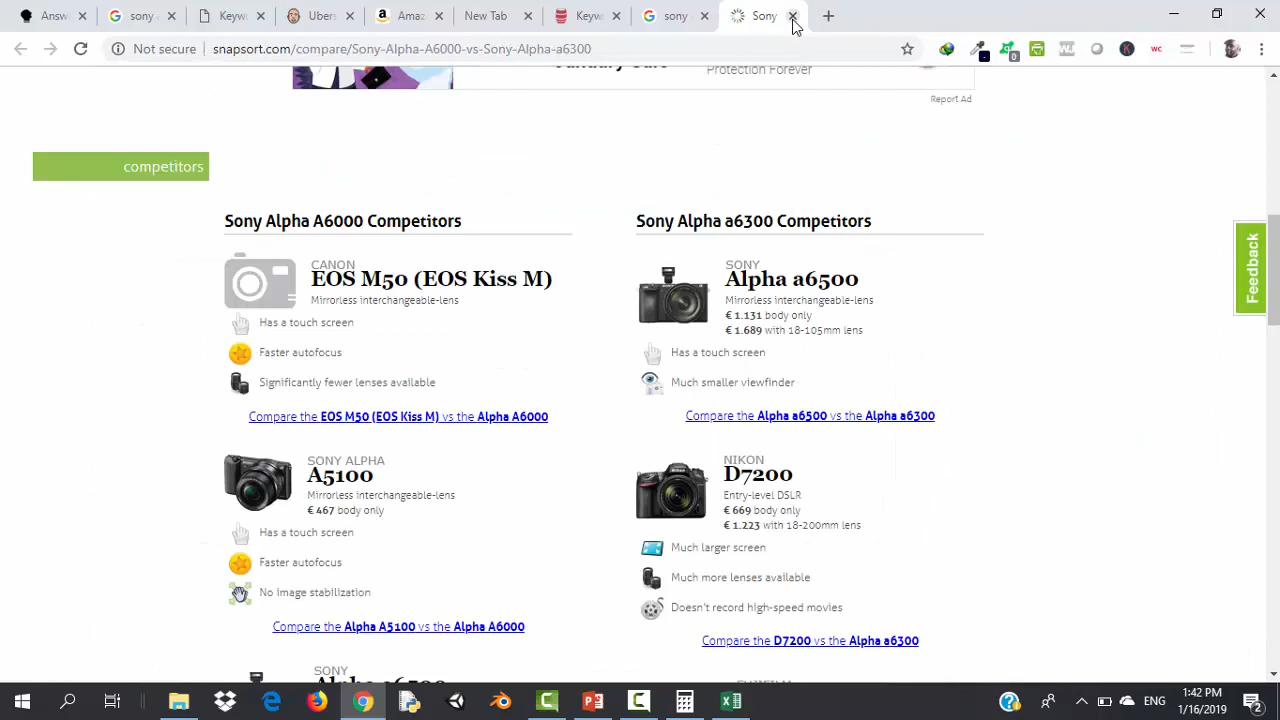 Answ
sony
Keyw
Ubers
Amaz
New Tab
Keyw
sony
Sony
Not secure
snapsort.com/compare/Sony-Alpha-A6000-vs-Sony-Alpha-a6300
Protection Forever
Report Ad
competitors
Sony Alpha A6000 Competitors
CANON
EOS M50 (EOS Kiss M)
Mirrorless interchangeable-lens
Has a touch screen
Faster autofocus
Significantly fewer lenses available
Compare the EOS M50 (EOS Kiss M) vs the Alpha A6000
SONY ALPHA
A5100
Mirrorless interchangeable-lens
€ 467 body only
Has a touch screen
Faster autofocus
No image stabilization
Compare the Alpha A5100 vs the Alpha A6000
SONY
Sony Alpha a6300 Competitors
SONY
Alpha a6500
Mirrorless interchangeable-lens
€ 1.131 body only
€ 1.689 with 18-105mm lens
Has a touch screen
Much smaller viewfinder
Compare the Alpha a6500 vs the Alpha a6300
NIKON
D7200
Entry-level DSLR
€ 669 body only
€ 1.223 with 18-200mm lens
Much larger screen
Much more lenses available
Doesn't record high-speed movies
Compare the D7200 vs the Alpha a6300
Feedback
ENG
1:42 PM
1/16/2019
2